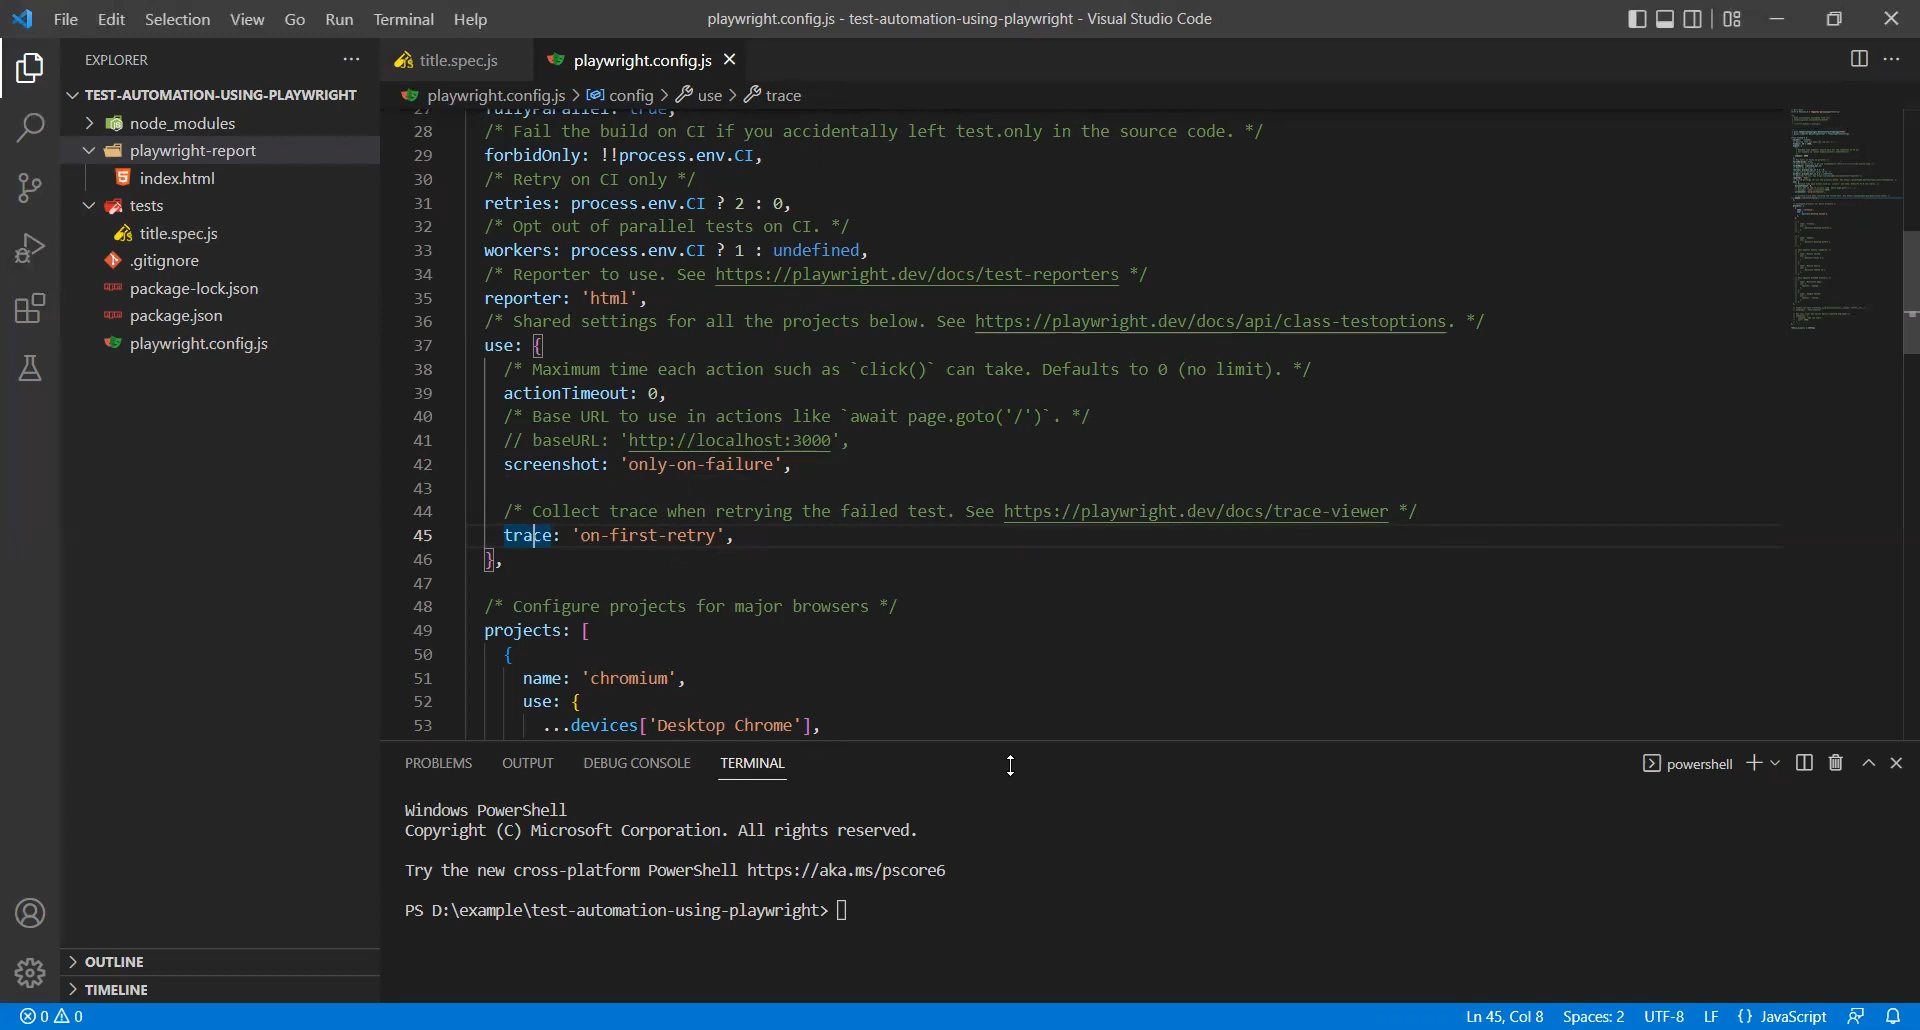 File Edit Selection View Go Run Terminal Help
playwright.config.js - test-automation-using-playwright - Visual Studio Code
EXPLORER
TEST-AUTOMATION-USING-PLAYWRIGHT
node_modules
playwright-report
index.html
tests
title.spec.js
.gitignore
package-lock.json
package.json
playwright.config.js
OUTLINE
TIMELINE
title.spec.js playwright.config.js
playwright.config.js > config > use > trace
27 fullyParallel: true,
28 /* Fail the build on CI if you accidentally left test.only in the source code. */
29 forbidOnly: !!process.env.CI,
30 /* Retry on CI only */
31 retries: process.env.CI ? 2 : 0,
32 /* Opt out of parallel tests on CI. */
33 workers: process.env.CI ? 1 : undefined,
34 /* Reporter to use. See https://playwright.dev/docs/test-reporters */
35 reporter: 'html',
36 /* Shared settings for all the projects below. See https://playwright.dev/docs/api/class-testoptions. */
37 use: {
38 /* Maximum time each action such as `click()` can take. Defaults to 0 (no limit). */
39 actionTimeout: 0,
40 /* Base URL to use in actions like `await page.goto('/')`. */
41 // baseURL: 'http://localhost:3000',
42 screenshot: 'only-on-failure',
43
44 /* Collect trace when retrying the failed test. See https://playwright.dev/docs/trace-viewer */
45 trace: 'on-first-retry',
46 },
47
48 /* Configure projects for major browsers */
49 projects: [
50 {
51 name: 'chromium',
52 use: {
53 ...devices['Desktop Chrome'],
PROBLEMS OUTPUT DEBUG CONSOLE TERMINAL
powershell
Windows PowerShell
Copyright (C) Microsoft Corporation. All rights reserved.
Try the new cross-platform PowerShell https://aka.ms/pscore6
PS D:\example\test-automation-using-playwright>
0 0
Ln 45, Col 8 Spaces: 2 UTF-8 LF {} JavaScript